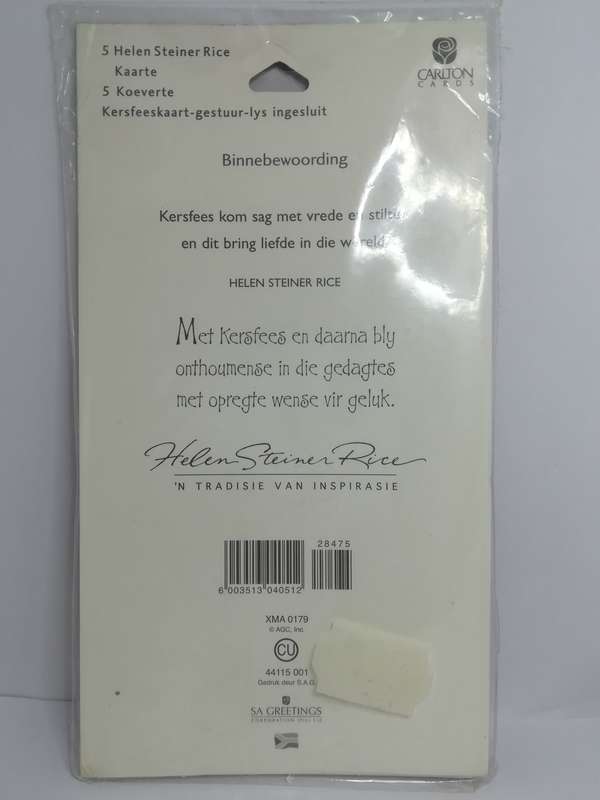 5 Helen Steiner Rice
Kaarte
5 Koeverte
Kersfeeskaart-gestuur-lys ingesluit
CARLTON
CARDS
Binnebewoording
Kersfees kom sag met vrede en
en dit bring liefde in die wêreld
HELEN STEINER RICE
Met Kersfees en daarna bly
onthoumense in die gedagtes
met opregte wense vir geluk.
Helen Steiner Rice
'N TRADISIE VAN INSPIRASIE
28475
6 003513 040512
XMA 0179
© AGC, Inc.
CU
44115 001
Gedruk deur S.A.G.
SA GREETINGS